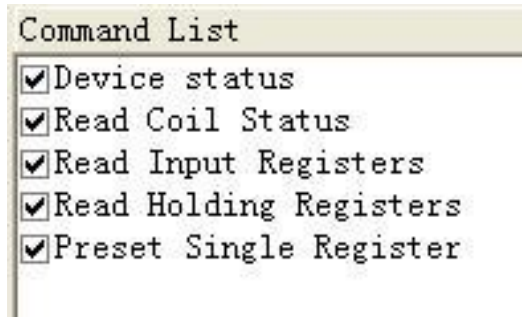 Command List
Device status
Read Coil Status
Read Input Registers
Read Holding Registers
Preset Single Register